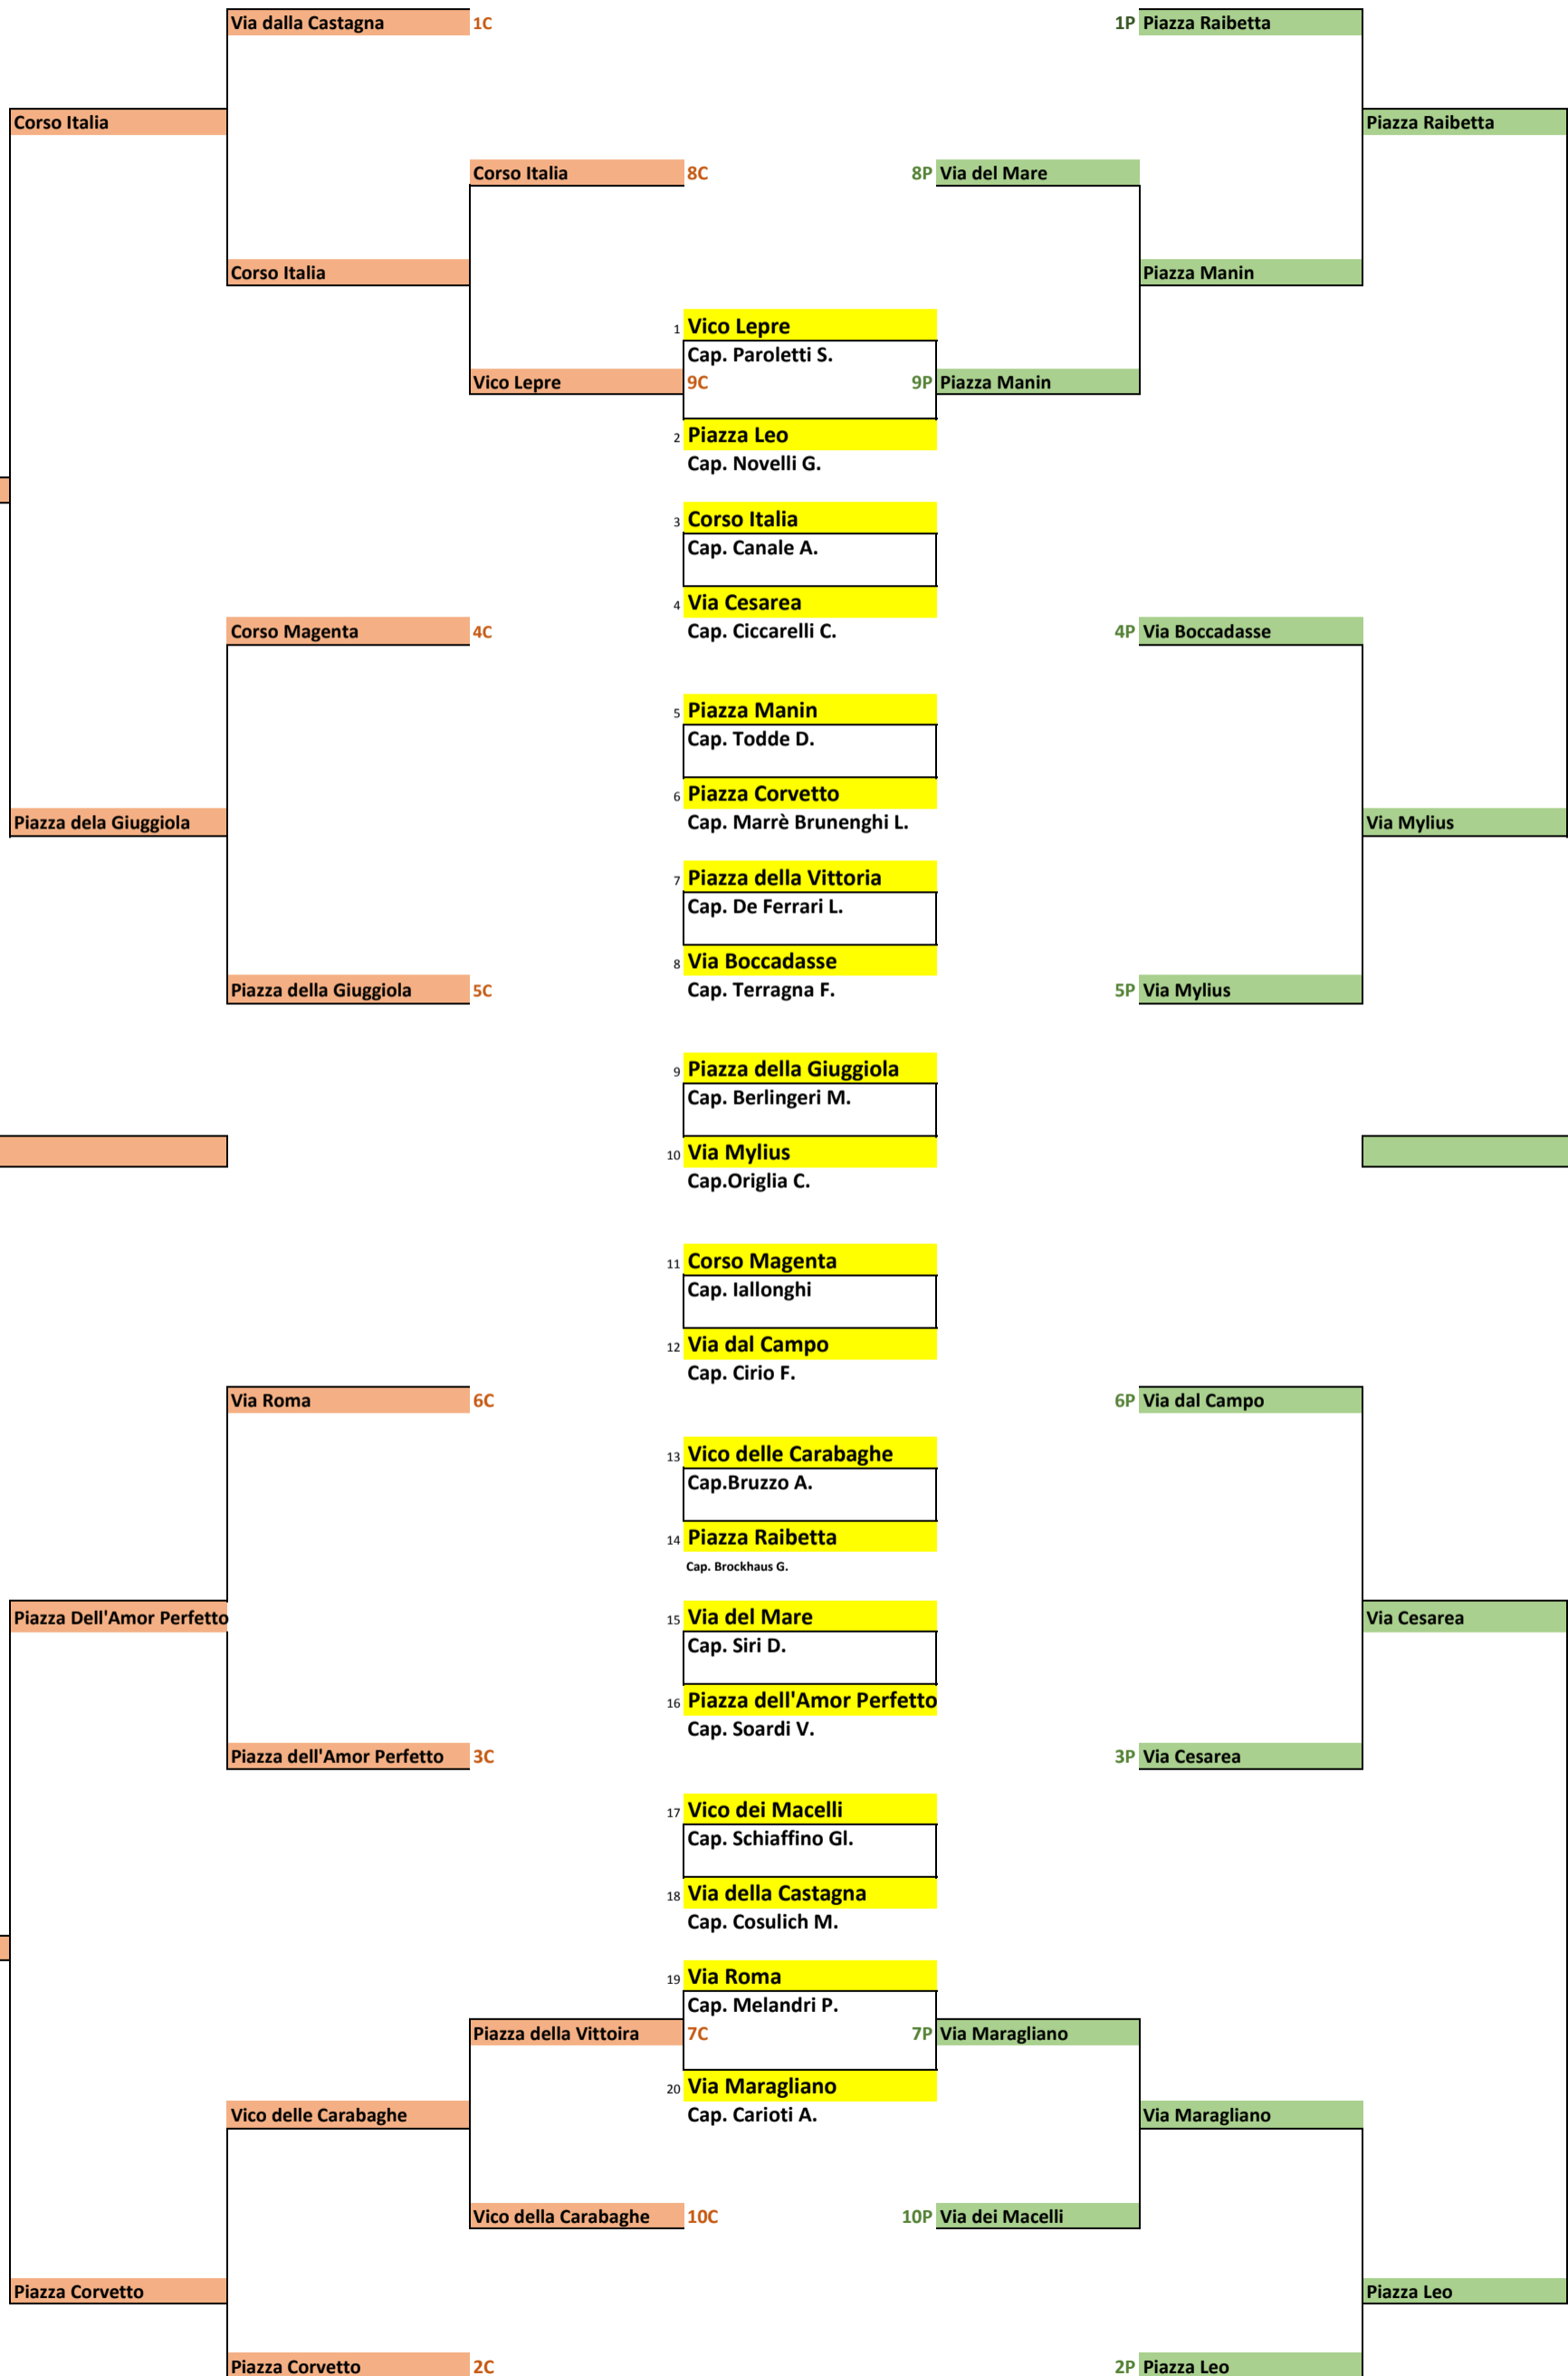 Via dalla Castagna 1C 1P Piazza Raibetta
Corso Italia Piazza Raibetta
Corso Italia 8C 8P Via del Mare
Corso Italia Piazza Manin
1 Vico Lepre
Cap. Paroletti S.
Vico Lepre 9C 9P Piazza Manin
2 Piazza Leo
Cap. Novelli G.
3 Corso Italia
Cap. Canale A.
4 Via Cesarea
Corso Magenta 4C Cap. Ciccarelli C. 4P Via Boccadasse
5 Piazza Manin
Cap. Todde D.
6 Piazza Corvetto
Piazza dela Giuggiola Cap. Marrè Brunenghi L. Via Mylius
7 Piazza della Vittoria
Cap. De Ferrari L.
8 Via Boccadasse
Piazza della Giuggiola 5C Cap. Terragna F. 5P Via Mylius
9 Piazza della Giuggiola
Cap. Berlingeri M.
10 Via Mylius
Cap.Origlia C.
11 Corso Magenta
Cap. Iallonghi
12 Via dal Campo
Cap. Cirio F.
Via Roma 6C 6P Via dal Campo
13 Vico delle Carabaghe
Cap.Bruzzo A.
14 Piazza Raibetta
Cap. Brockhaus G.
Piazza Dell'Amor Perfetto 15 Via del Mare Via Cesarea
Cap. Siri D.
16 Piazza dell'Amor Perfetto
Cap. Soardi V.
Piazza dell'Amor Perfetto 3C 3P Via Cesarea
17 Vico dei Macelli
Cap. Schiaffino Gl.
18 Via della Castagna
Cap. Cosulich M.
19 Via Roma
Cap. Melandri P.
Piazza della Vittoira 7C 7P Via Maragliano
20 Via Maragliano
Vico delle Carabaghe Cap. Carioti A. Via Maragliano
Vico della Carabaghe 10C 10P Via dei Macelli
Piazza Corvetto Piazza Leo
Piazza Corvetto 2C 2P Piazza Leo